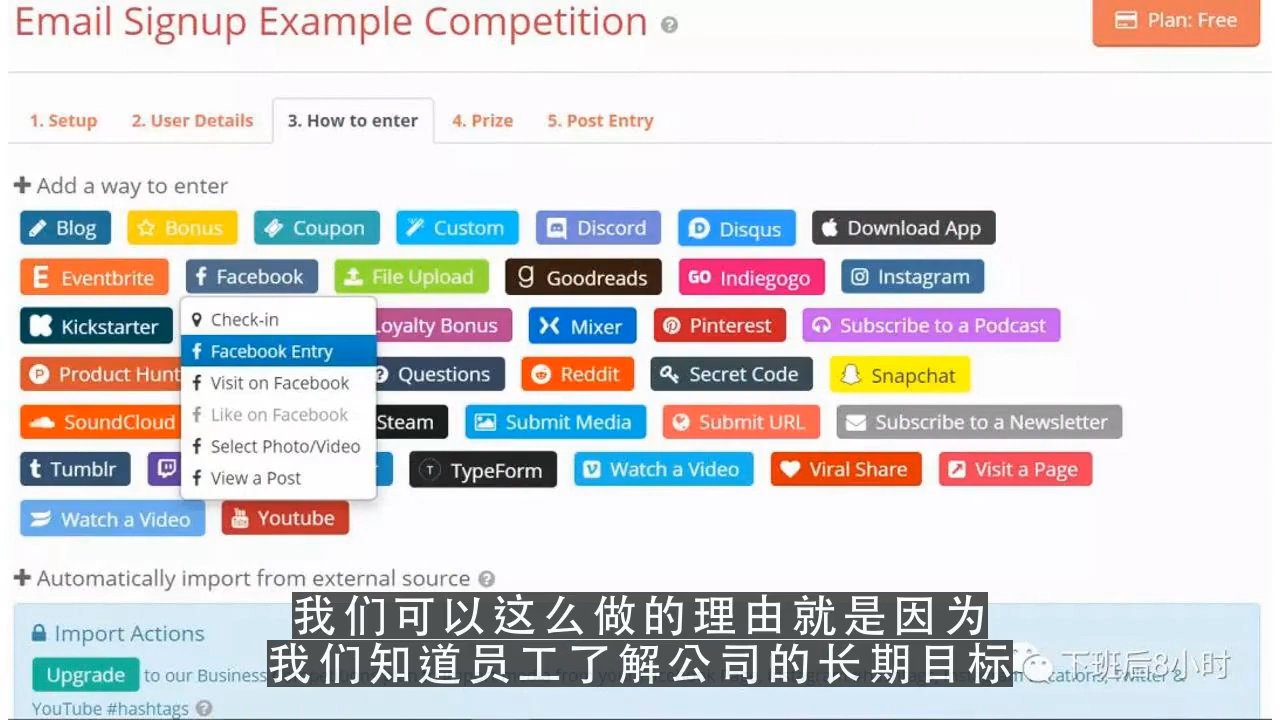 Email Signup Example Competition ?
Plan: Free
1. Setup 2. User Details 3. How to enter 4. Prize 5. Post Entry
Add a way to enter
Blog Bonus Coupon Custom Discord Disqus Download App
Eventbrite Facebook File Upload Goodreads Indiegogo Instagram
Kickstarter Check-in Loyalty Bonus Mixer Pinterest Subscribe to a Podcast
Facebook Entry
Product Hunt Visit on Facebook Questions Reddit Secret Code Snapchat
Like on Facebook
SoundCloud Steam Submit Media Submit URL Subscribe to a Newsletter
Select Photo/Video
Tumblr View a Post TypeForm Watch a Video Viral Share Visit a Page
Watch a Video Youtube
Automatically import from external source ?
我们可以这么做的理由就是因为
Import Actions
我们知道员工了解公司的长期目标
下班后8小时
Upgrade to our Business
YouTube #hashtags ?